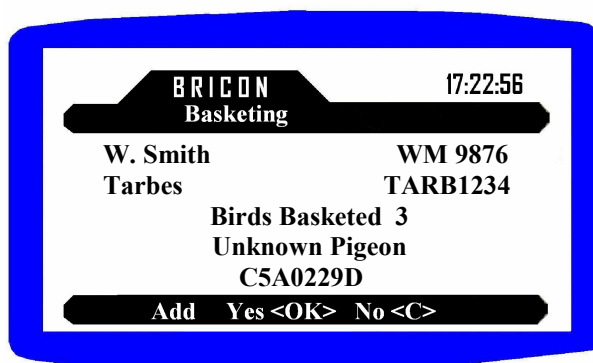 BRICON 17:22:56
Basketing
W. Smith WM 9876
Tarbes TARB1234
Birds Basketed 3
Unknown Pigeon
C5A0229D
Add Yes <OK> No <C>